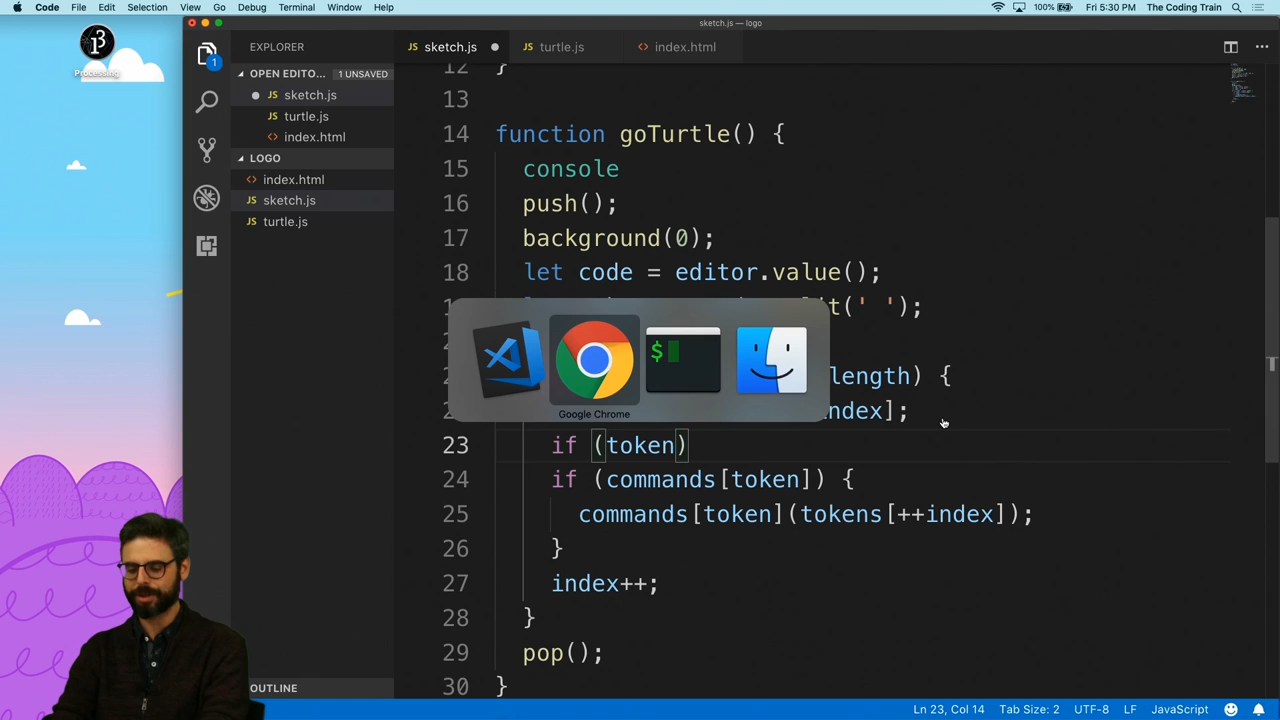 Code File Edit Selection View Go Debug Terminal Window Help 100% Fri 5:30 PM The Coding Train
sketch.js — logo
Processing
EXPLORER
sketch.js
turtle.js
index.html
OPEN EDITO... 1 UNSAVED
JS sketch.js
JS turtle.js
<> index.html
LOGO
<> index.html
JS sketch.js
JS turtle.js
OUTLINE
12 }
13
14 function goTurtle() {
15 console
16 push();
17 background(0);
18 let code = editor.value();
(' ');
length) {
ndex];
23 if (token)
24 if (commands[token]) {
25 commands[token](tokens[++index]);
26 }
27 index++;
28 }
29 pop();
30 }
$
Google Chrome
Ln 23, Col 14 Tab Size: 2 UTF-8 LF JavaScript